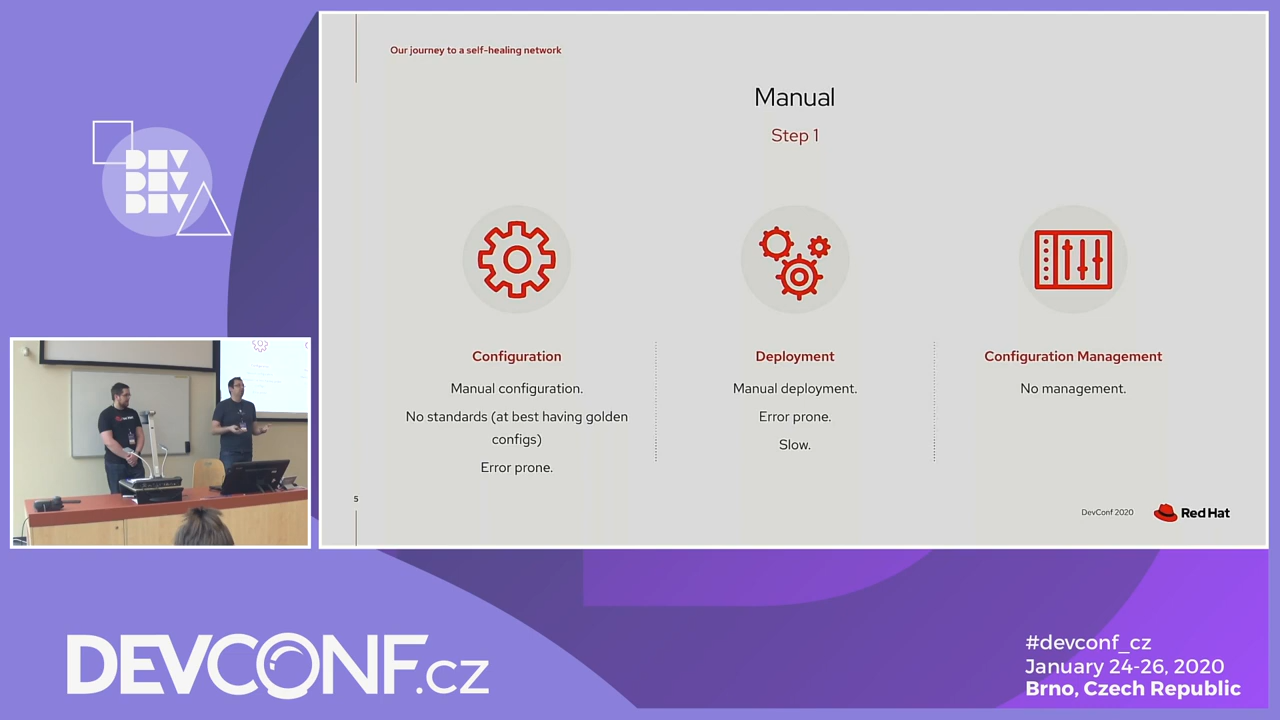 Our journey to a self-healing network
Manual
Step 1
Configuration
Manual configuration.
No standards (at best having golden
configs)
Error prone.
Deployment
Manual deployment.
Error prone.
Slow.
Configuration Management
No management.
5
DevConf 2020
Red Hat
DEV
DEV
DEV
DEVCONF.cz
#devconf_cz
January 24-26, 2020
Brno, Czech Republic